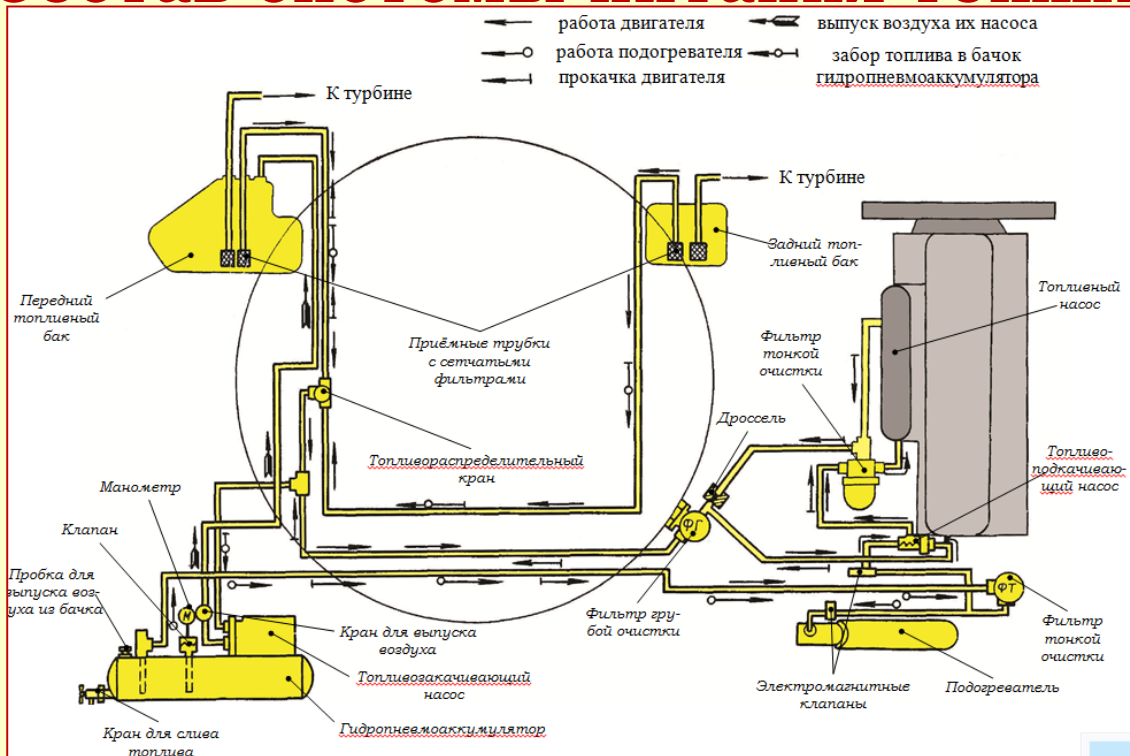 работа двигателя
выпуск воздуха их насоса
работа подогревателя
забор топлива в бачок
прокачка двигателя
гидропневмоаккумулятора
К турбине
К турбине
Задний топ-
ливный бак
Передний
топливный
бак
Топливный
насос
Приёмные трубки
с сетчатыми
фильтрами
Фильтр
тонкой
очистки
Дроссель
Топливораспределительный
кран
Топливо-
подкачиваю-
щий насос
Манометр
Клапан
Пробка для
выпуска воз-
уха из бачка
ФГ
ФТ
М
Кран для выпуска
воздуха
Фильтр гру-
бой очистки
Фильтр
тонкой
очистки
Топливозакачивающий
насос
Электромагнитные
клапаны
Подогреватель
Гидропневмоаккумулятор
Кран для слива
топлива